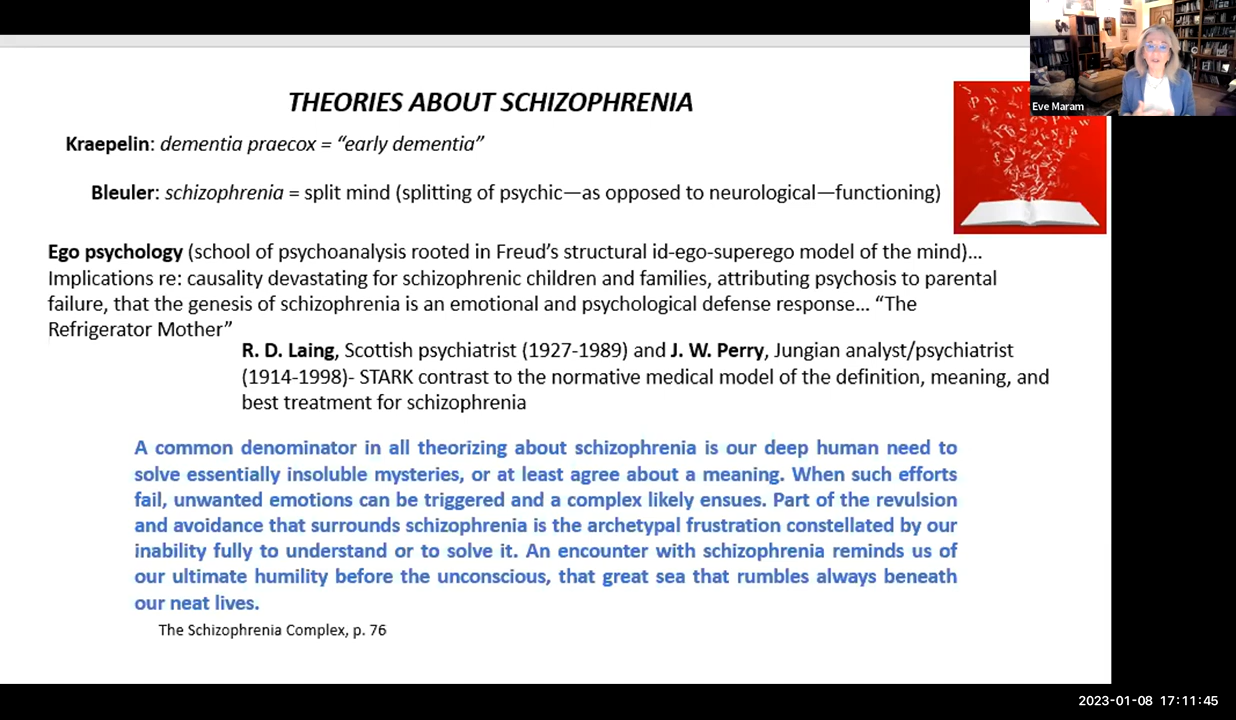 Eve Maram
THEORIES ABOUT SCHIZOPHRENIA
Kraepelin: dementia praecox = “early dementia”
Bleuler: schizophrenia = split mind (splitting of psychic—as opposed to neurological—functioning)
Ego psychology (school of psychoanalysis rooted in Freud’s structural id-ego-superego model of the mind)...
Implications re: causality devastating for schizophrenic children and families, attributing psychosis to parental
failure, that the genesis of schizophrenia is an emotional and psychological defense response... “The
Refrigerator Mother”
R. D. Laing, Scottish psychiatrist (1927-1989) and J. W. Perry, Jungian analyst/psychiatrist
(1914-1998)- STARK contrast to the normative medical model of the definition, meaning, and
best treatment for schizophrenia
A common denominator in all theorizing about schizophrenia is our deep human need to
solve essentially insoluble mysteries, or at least agree about a meaning. When such efforts
fail, unwanted emotions can be triggered and a complex likely ensues. Part of the revulsion
and avoidance that surrounds schizophrenia is the archetypal frustration constellated by our
inability fully to understand or to solve it. An encounter with schizophrenia reminds us of
our ultimate humility before the unconscious, that great sea that rumbles always beneath
our neat lives.
The Schizophrenia Complex, p. 76
2023-01-08 17:11:45